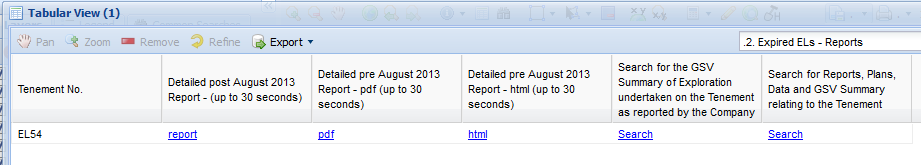 Tabular View (1)
Pan Zoom Remove Refine Export
.2. Expired ELs - Reports
Tenement No.
Detailed post August 2013
Report - (up to 30 seconds)
Detailed pre August 2013
Report - pdf (up to 30
seconds)
Detailed pre August 2013
Report - html (up to 30
seconds)
Search for the GSV
Summary of Exploration
undertaken on the Tenement
as reported by the Company
Search for Reports, Plans,
Data and GSV Summary
relating to the Tenement
EL54 report pdf html Search Search